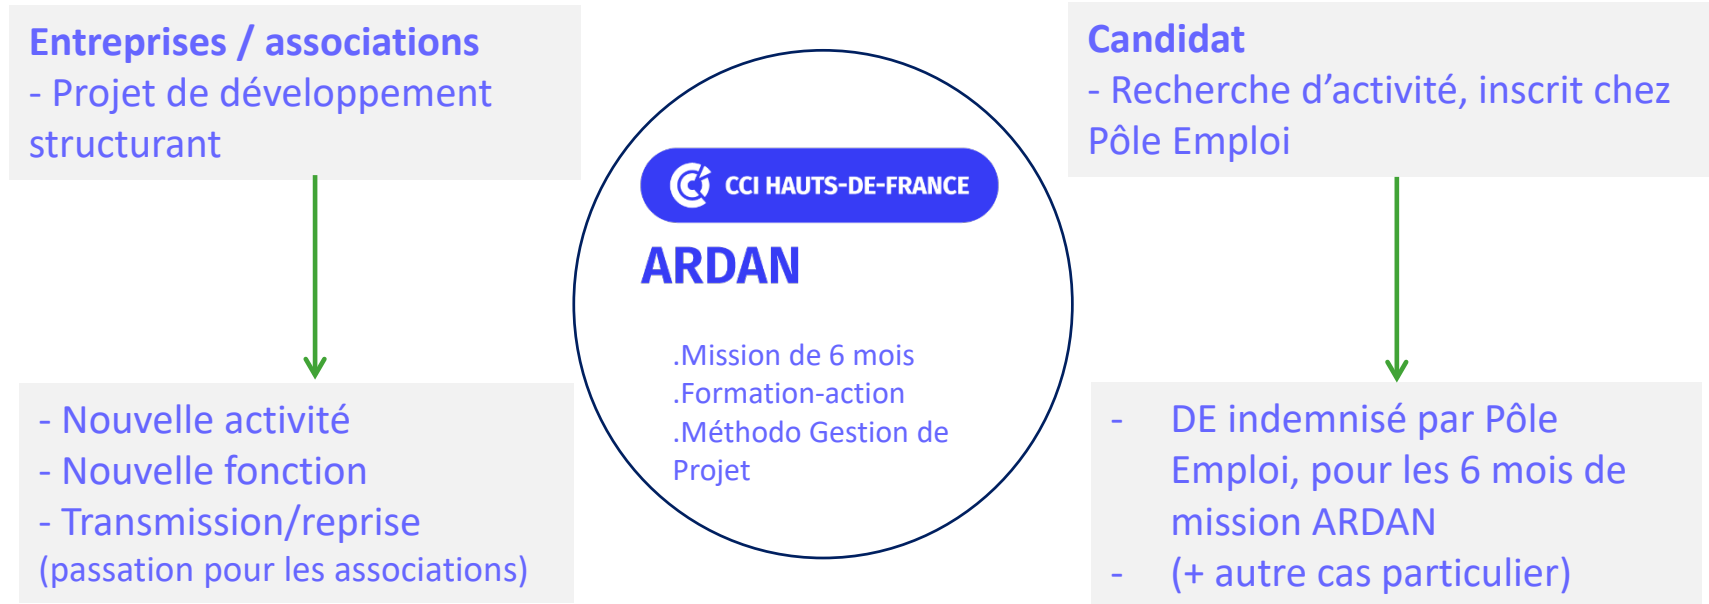 Entreprises / associations
- Projet de développement
structurant
- Nouvelle activité
- Nouvelle fonction
- Transmission/reprise
(passation pour les associations)
CCI HAUTS-DE-FRANCE
ARDAN
.Mission de 6 mois
.Formation-action
.Méthodo Gestion de
Projet
Candidat
- Recherche d’activité, inscrit chez
Pôle Emploi
- DE indemnisé par Pôle
Emploi, pour les 6 mois de
mission ARDAN
- (+ autre cas particulier)